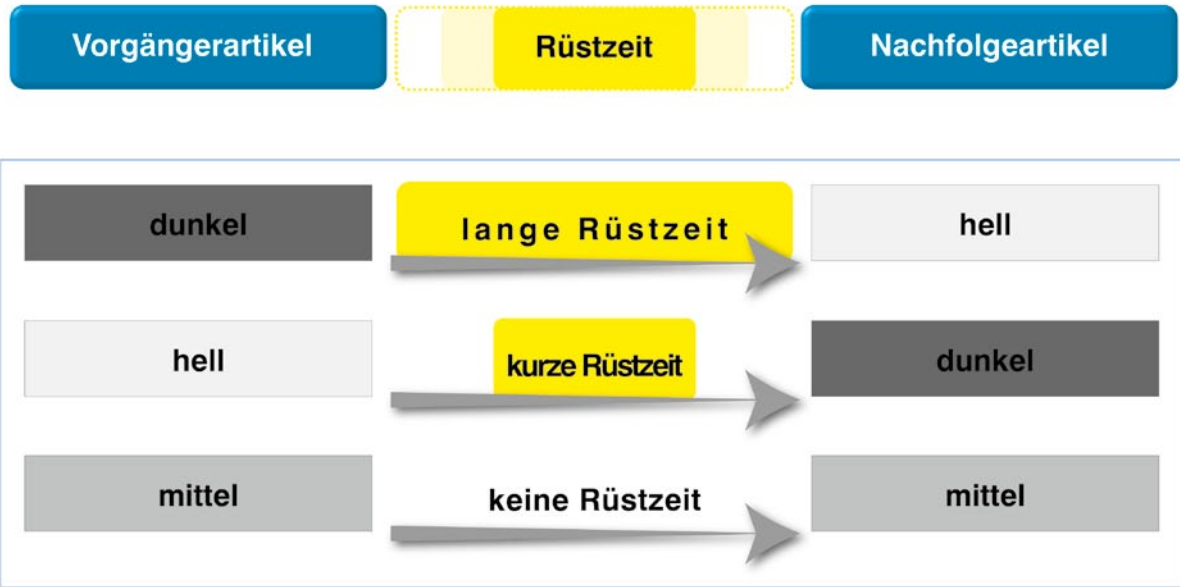 Vorgängerartikel Rüstzeit Nachfolgeartikel
dunkel lange Rüstzeit hell
hell kurze Rüstzeit dunkel
mittel keine Rüstzeit mittel